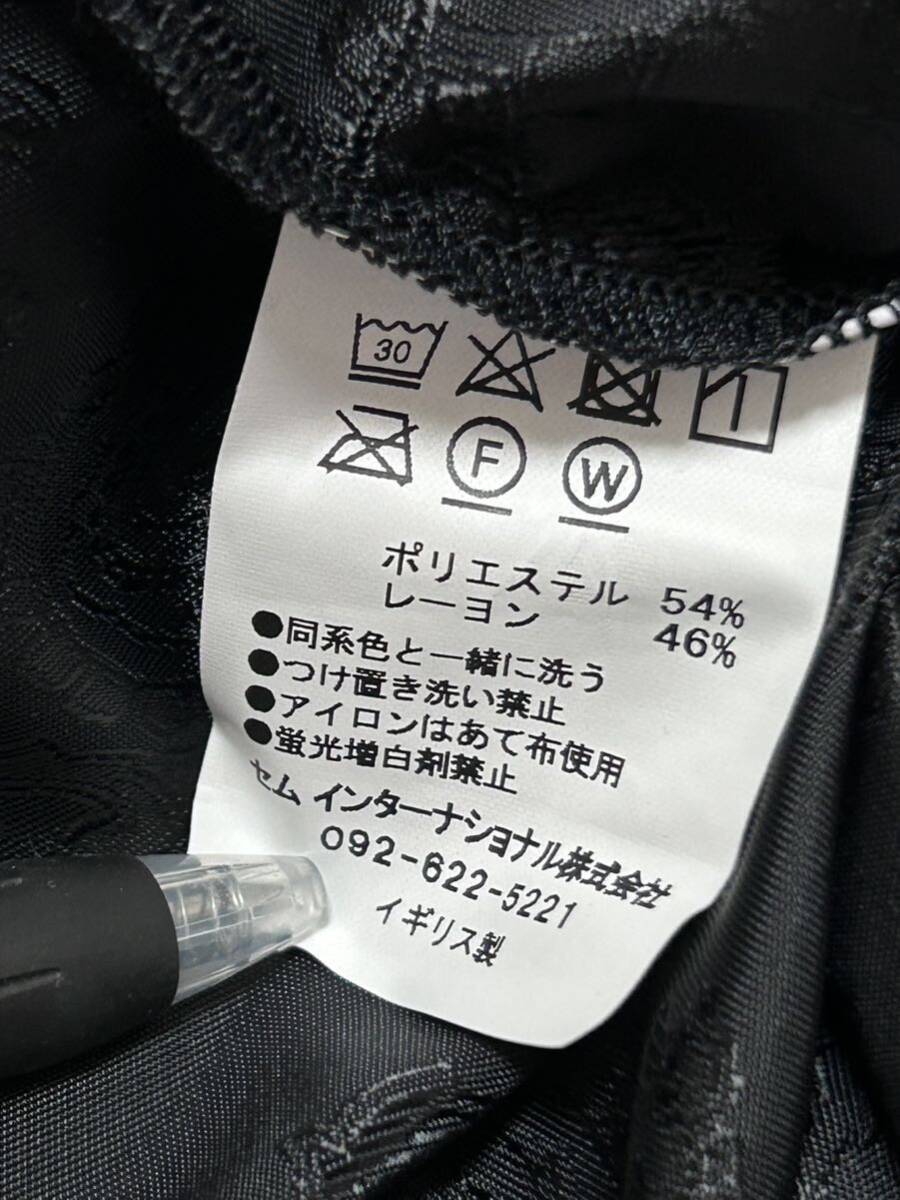 30
F W
ポリエステル 54%
レーヨン 46%
●同系色と一緒に洗う
●つけ置き洗い禁止
●アイロンはあて布使用
●蛍光増白剤禁止
セム インターナショナル株式会社
092-622-5221
イギリス製